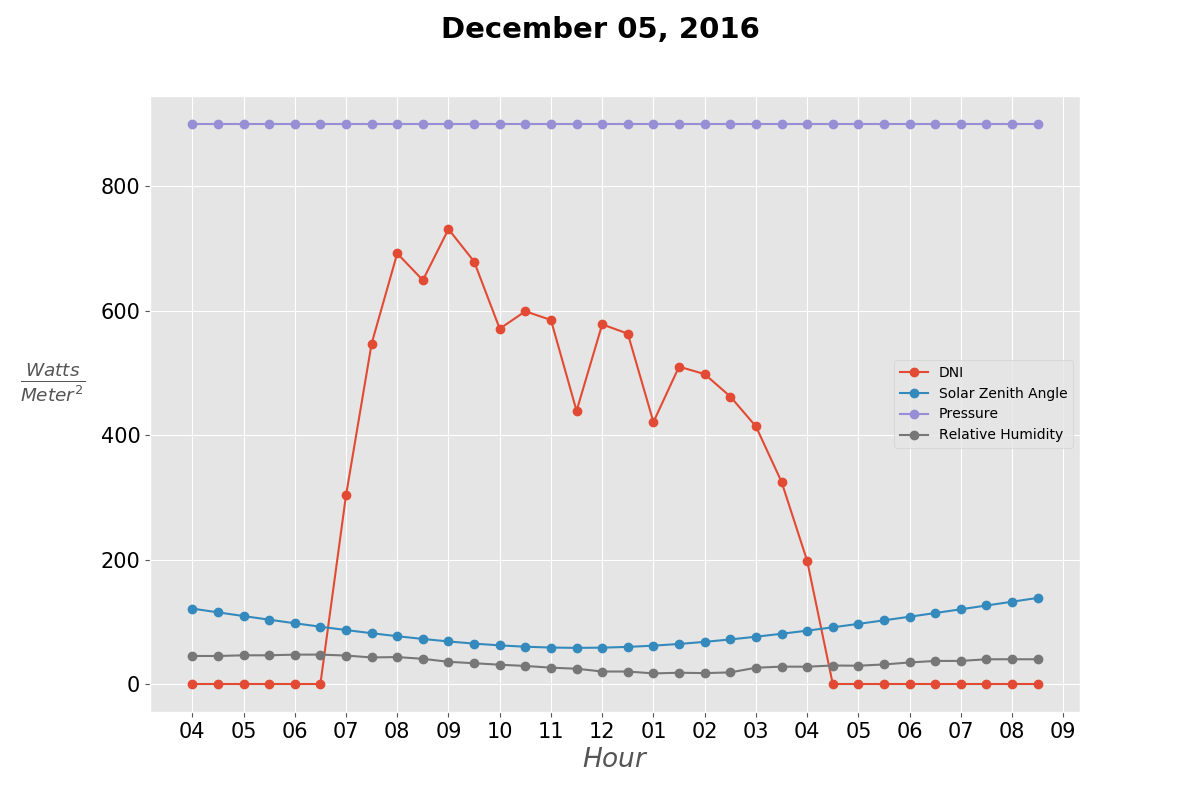 December 05, 2016
800
600
400
200
0
Watts
Meter²
DNI
Solar Zenith Angle
Pressure
Relative Humidity
04 05 06 07 08 09 10 11 12 01 02 03 04 05 06 07 08 09
Hour